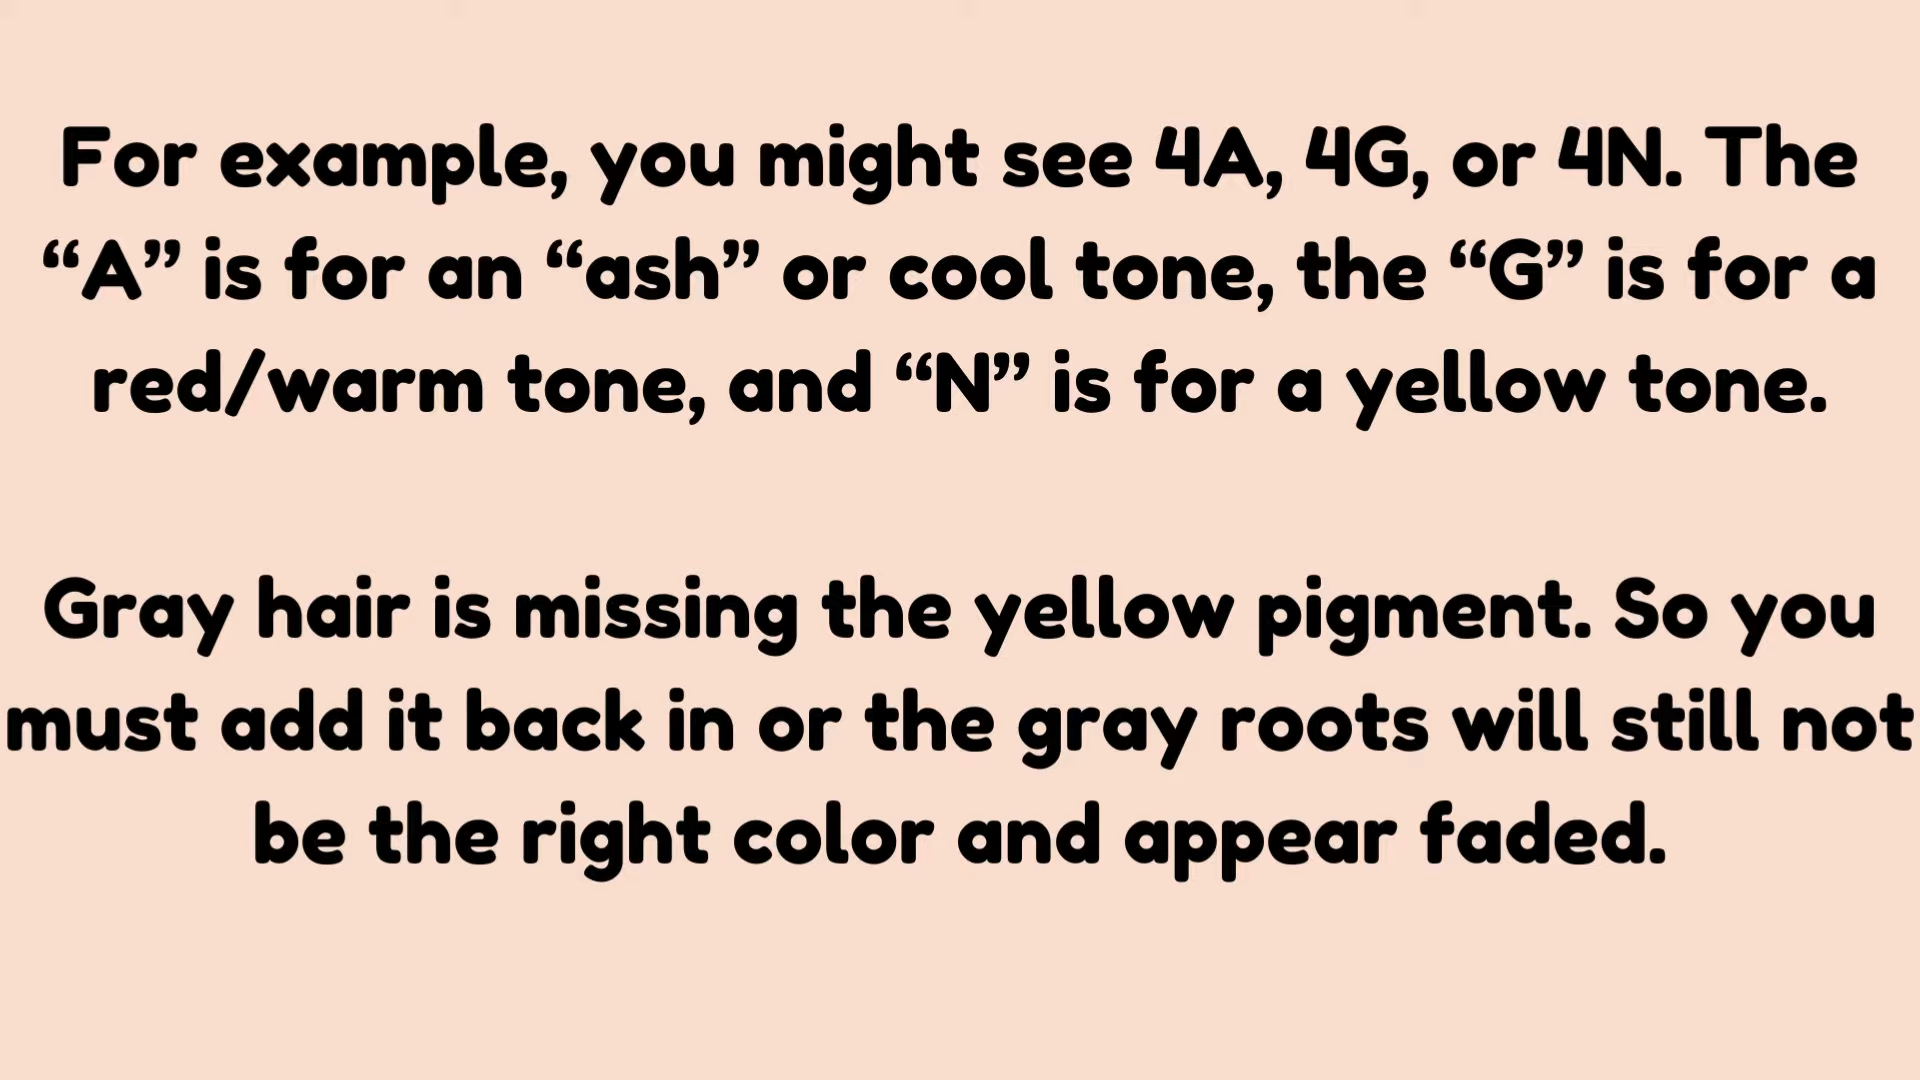 For example, you might see 4A, 4G, or 4N. The
“A” is for an “ash” or cool tone, the “G” is for a
red/warm tone, and “N” is for a yellow tone.
Gray hair is missing the yellow pigment. So you
must add it back in or the gray roots will still not
be the right color and appear faded.